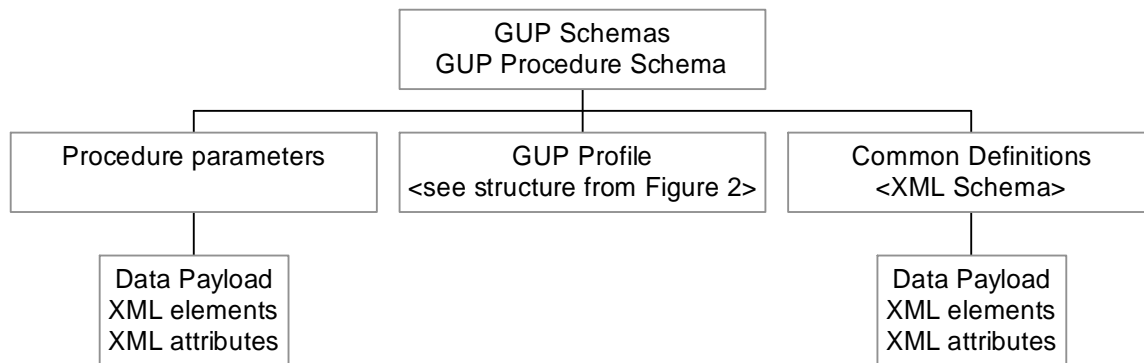 GUP Schemas
GUP Procedure Schema
Procedure parameters
GUP Profile
<see structure from Figure 2>
Common Definitions
<XML Schema>
Data Payload
XML elements
XML attributes
Data Payload
XML elements
XML attributes